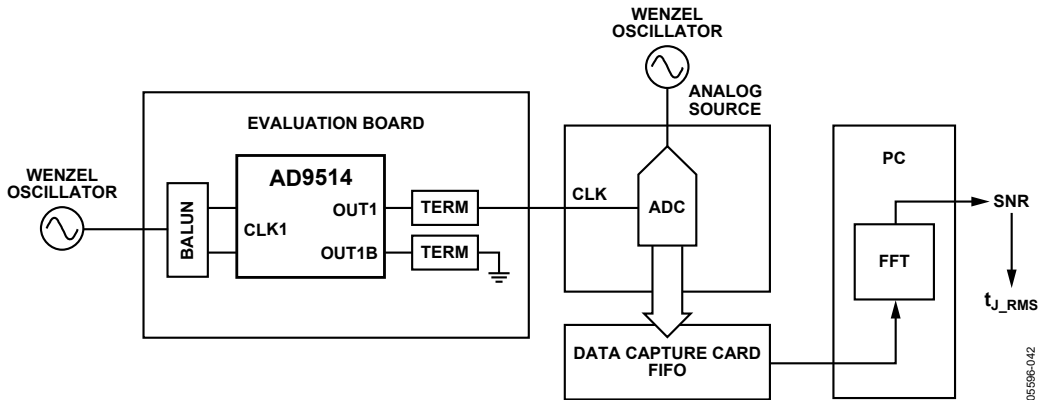 WENZEL
OSCILLATOR
EVALUATION BOARD
BALUN
AD9514
CLK1
OUT1
OUT1B
TERM
TERM
WENZEL
OSCILLATOR
ANALOG
SOURCE
CLK
ADC
DATA CAPTURE CARD
FIFO
PC
FFT
SNR
tJ_RMS
05596-042